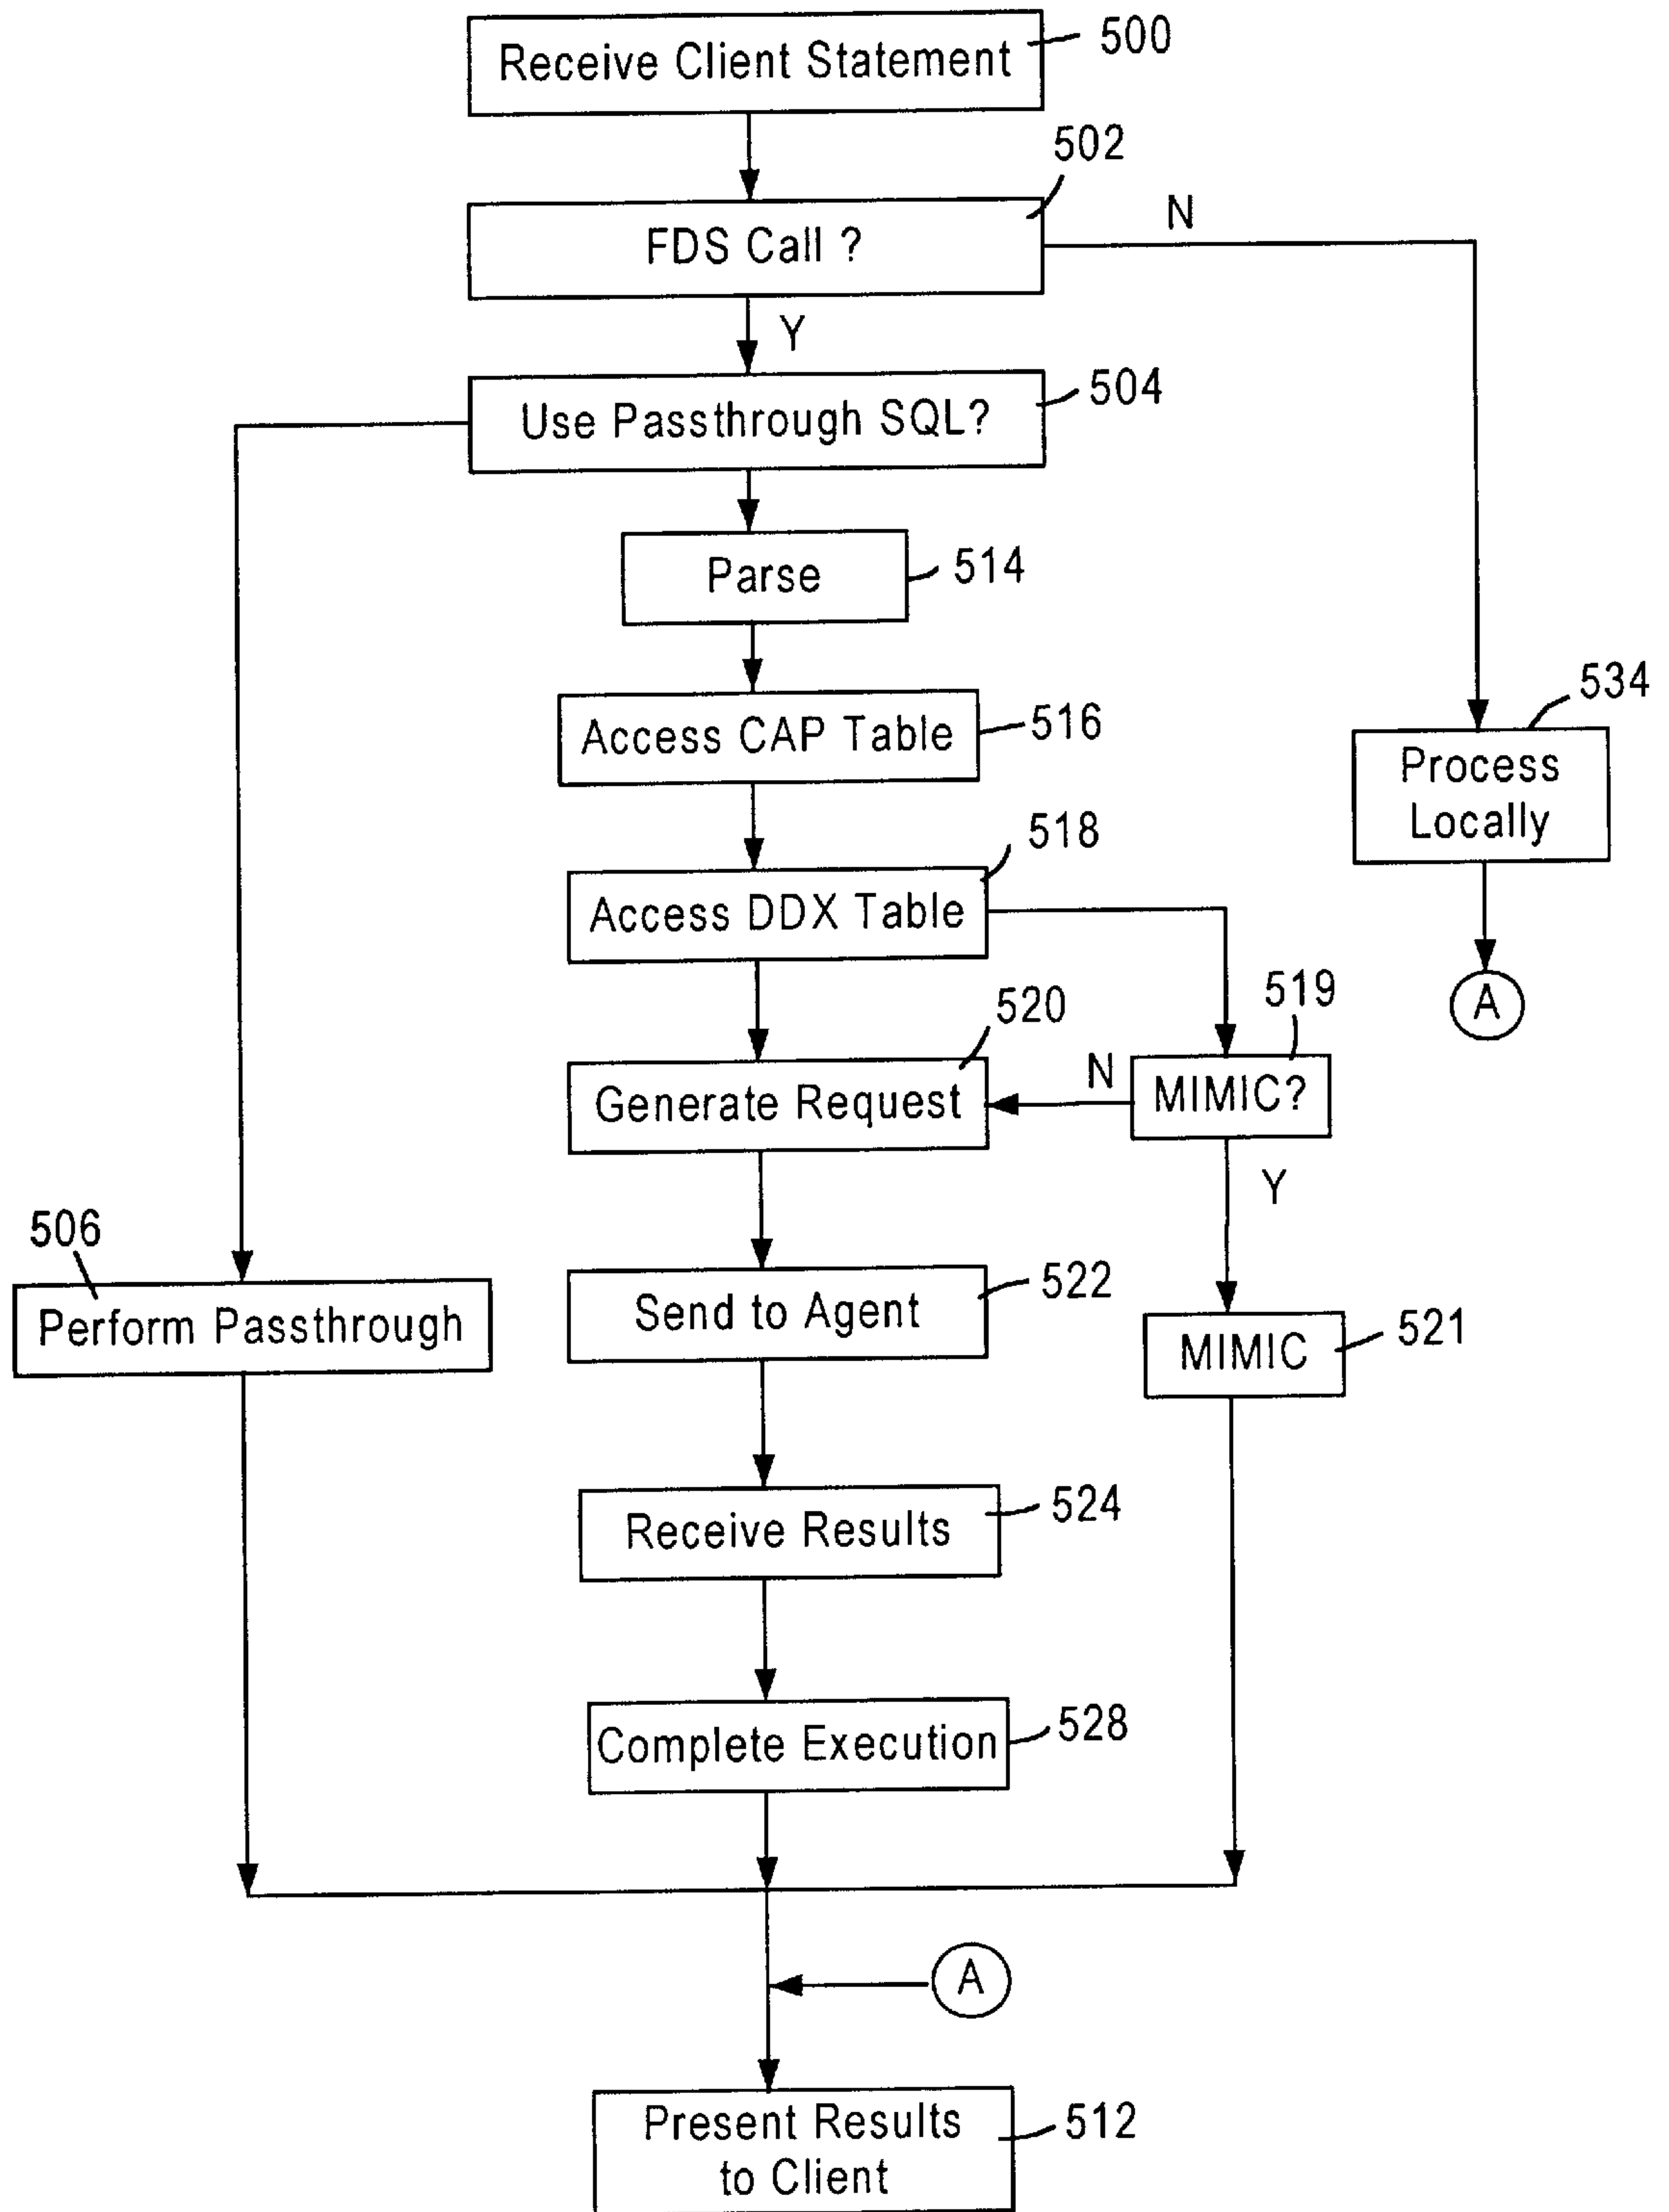 Receive Client Statement
500
502
FDS Call ?
N
Y
Use Passthrough SQL?
504
Parse
514
Access CAP Table
516
534
Process
Locally
518
Access DDX Table
A
519
520
Generate Request
N
MIMIC?
Y
506
Perform Passthrough
Send to Agent
522
MIMIC
521
Receive Results
524
Complete Execution
528
A
Present Results
to Client
512